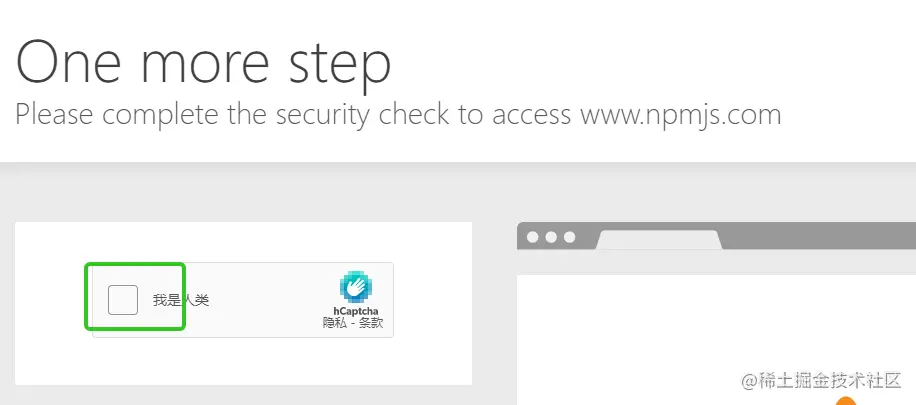 One more step
Please complete the security check to access www.npmjs.com
我是人类
hCaptcha
隐私 - 条款
@稀土掘金技术社区